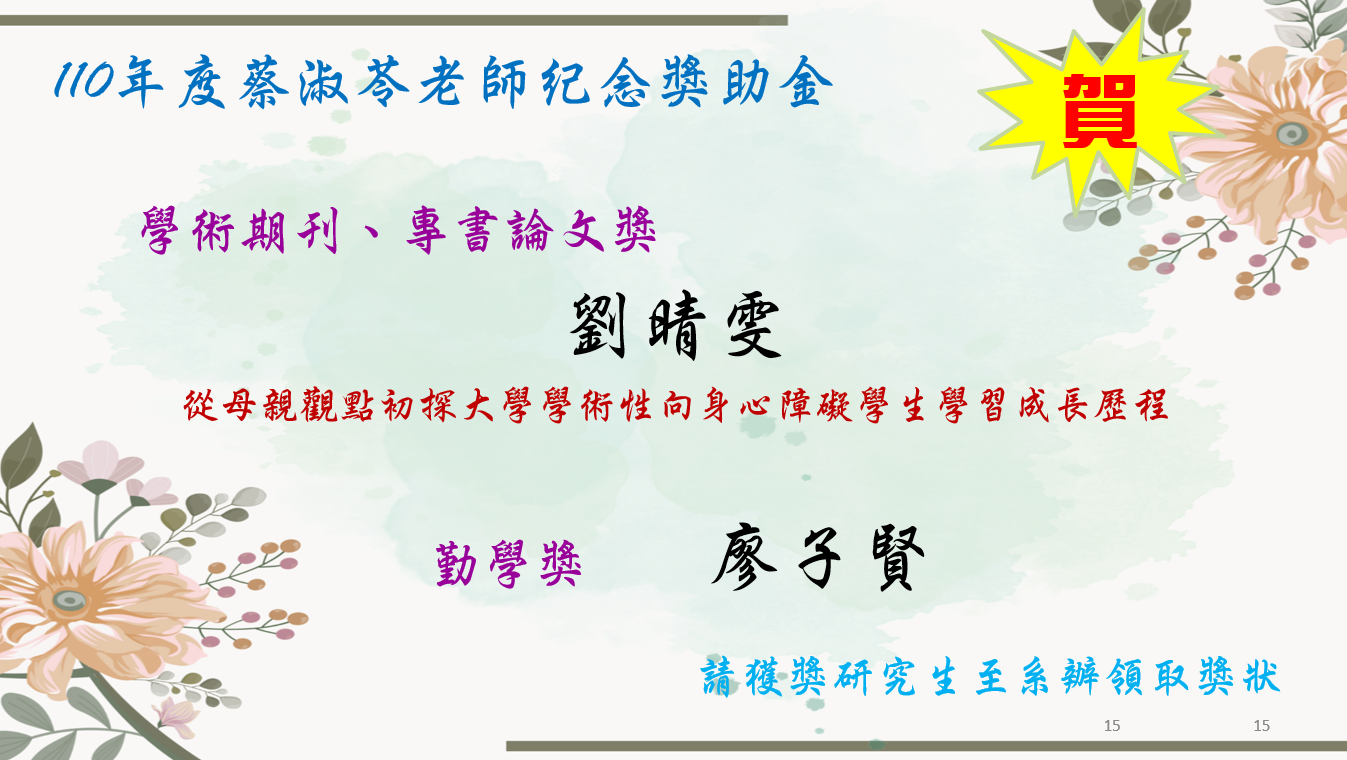 110年度蔡淑苓老師紀念獎助金
賀
學術期刊、專書論文獎
劉晴雯
從母親觀點初探大學學術性向身心障礙學生學習成長歷程
勤學獎 廖子賢
請獲獎研究生至系辦領取獎狀
15 15